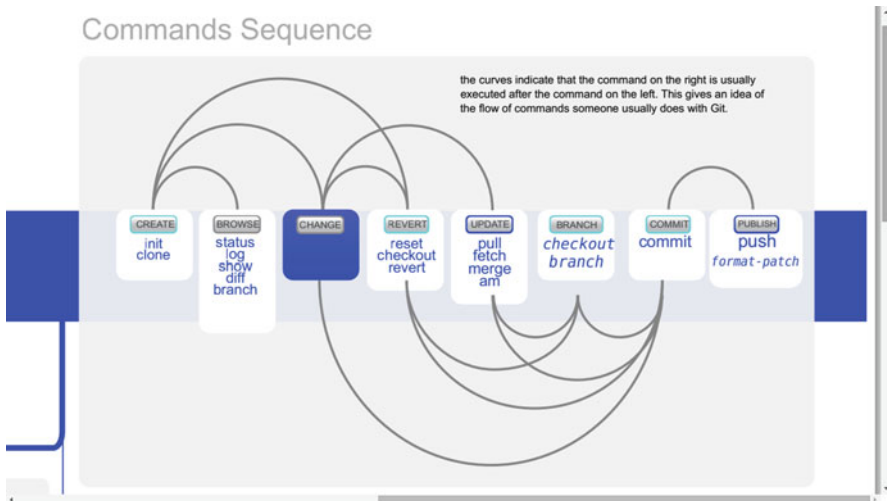 Commands Sequence
the curves indicate that the command on the right is usually
executed after the command on the left. This gives an idea of
the flow of commands someone usually does with Git.
CREATE
init
clone
BROWSE
status
log
show
diff
branch
CHANGE
REVERT
reset
checkout
revert
UPDATE
pull
fetch
merge
am
BRANCH
checkout
branch
COMMIT
commit
PUBLISH
push
format-patch